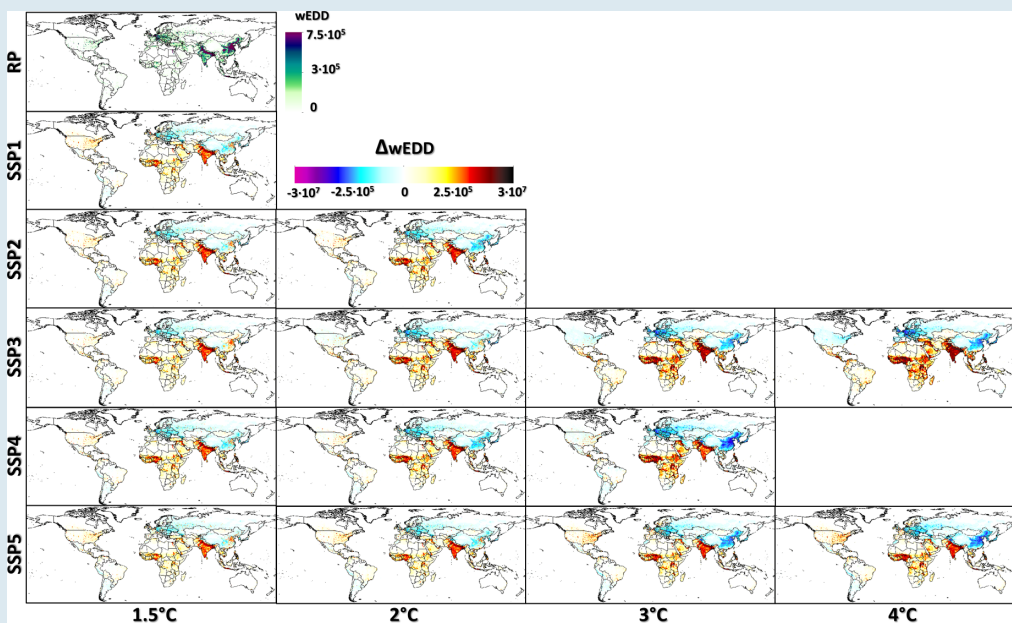 wEDD
RP
7.5·10⁵
3·10⁵
0
SSP1
ΔwEDD
-3·10⁷ -2.5·10⁵ 0 2.5·10⁵ 3·10⁷
SSP2
SSP3
SSP4
SSP5
1.5°C 2°C 3°C 4°C